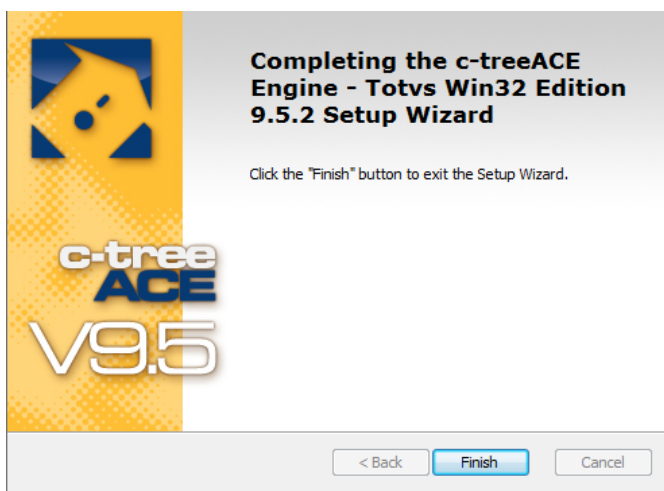 Completing the c-treeACE
Engine - Totvs Win32 Edition
9.5.2 Setup Wizard
Click the "Finish" button to exit the Setup Wizard.
c-tree
ACE
V9.5
< Back
Finish
Cancel